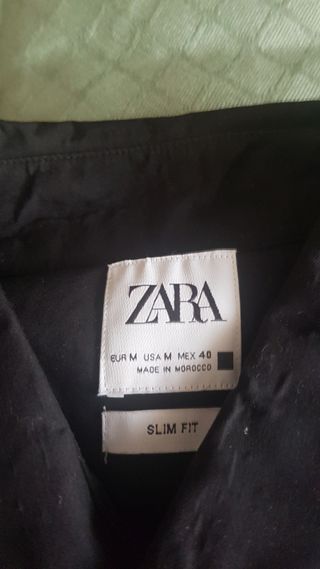 ZARA
EUR M USA M MEX 40
MADE IN MOROCCO
SLIM FIT